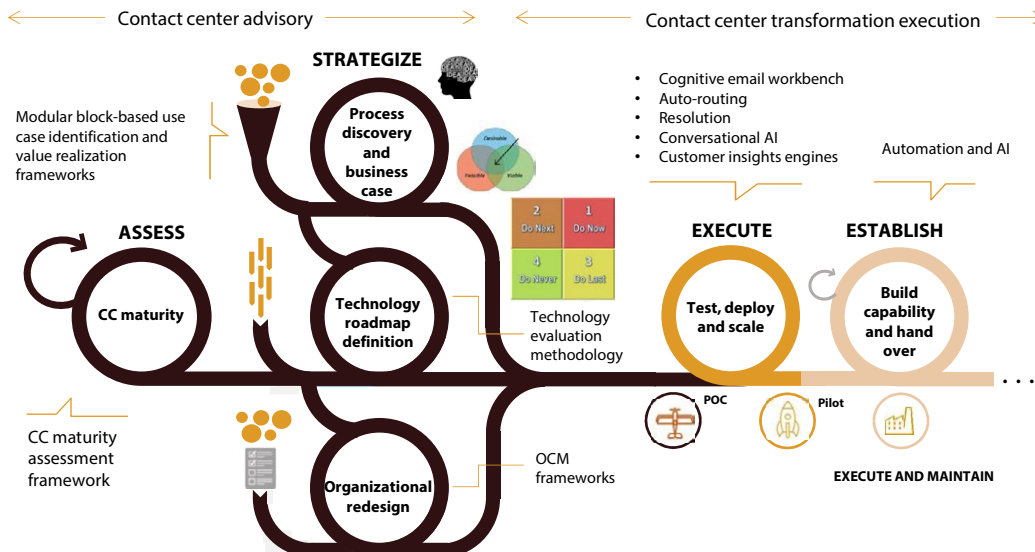 Contact center advisory
Contact center transformation execution
STRATEGIZE
Modular block-based use
case identification and
value realization
frameworks
Process
discovery
and
business
case
Desirable
Feasible
Viable
• Cognitive email workbench
• Auto-routing
• Resolution
• Conversational AI
• Customer insights engines
Automation and AI
2
Do Next
1
Do Now
4
Do Never
3
Do Last
ASSESS
CC maturity
Technology
roadmap
definition
Technology
evaluation
methodology
EXECUTE
Test, deploy
and scale
ESTABLISH
Build
capability
and hand
over
...
POC
Pilot
EXECUTE AND MAINTAIN
CC maturity
assessment
framework
Organizational
redesign
OCM
frameworks